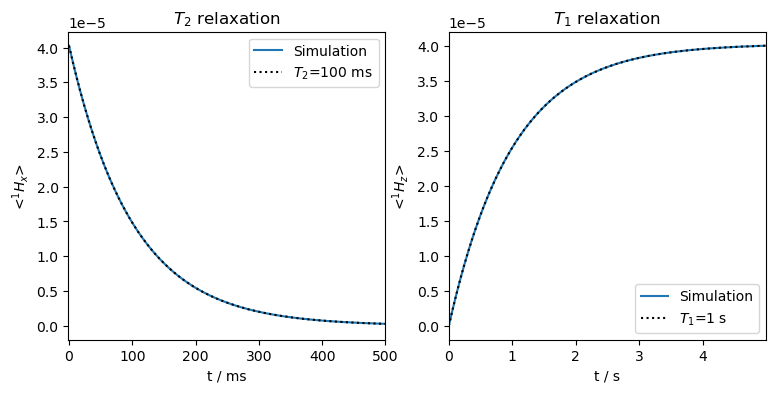 T₂ relaxation
1e−5
4.0
3.5
3.0
2.5
2.0
1.5
1.0
0.5
0.0
<¹Hₓ>
Simulation
T₂=100 ms
0 100 200 300 400 500
t / ms
T₁ relaxation
1e−5
4.0
3.5
3.0
2.5
2.0
1.5
1.0
0.5
0.0
<¹H_z>
Simulation
T₁=1 s
0 1 2 3 4
t / s